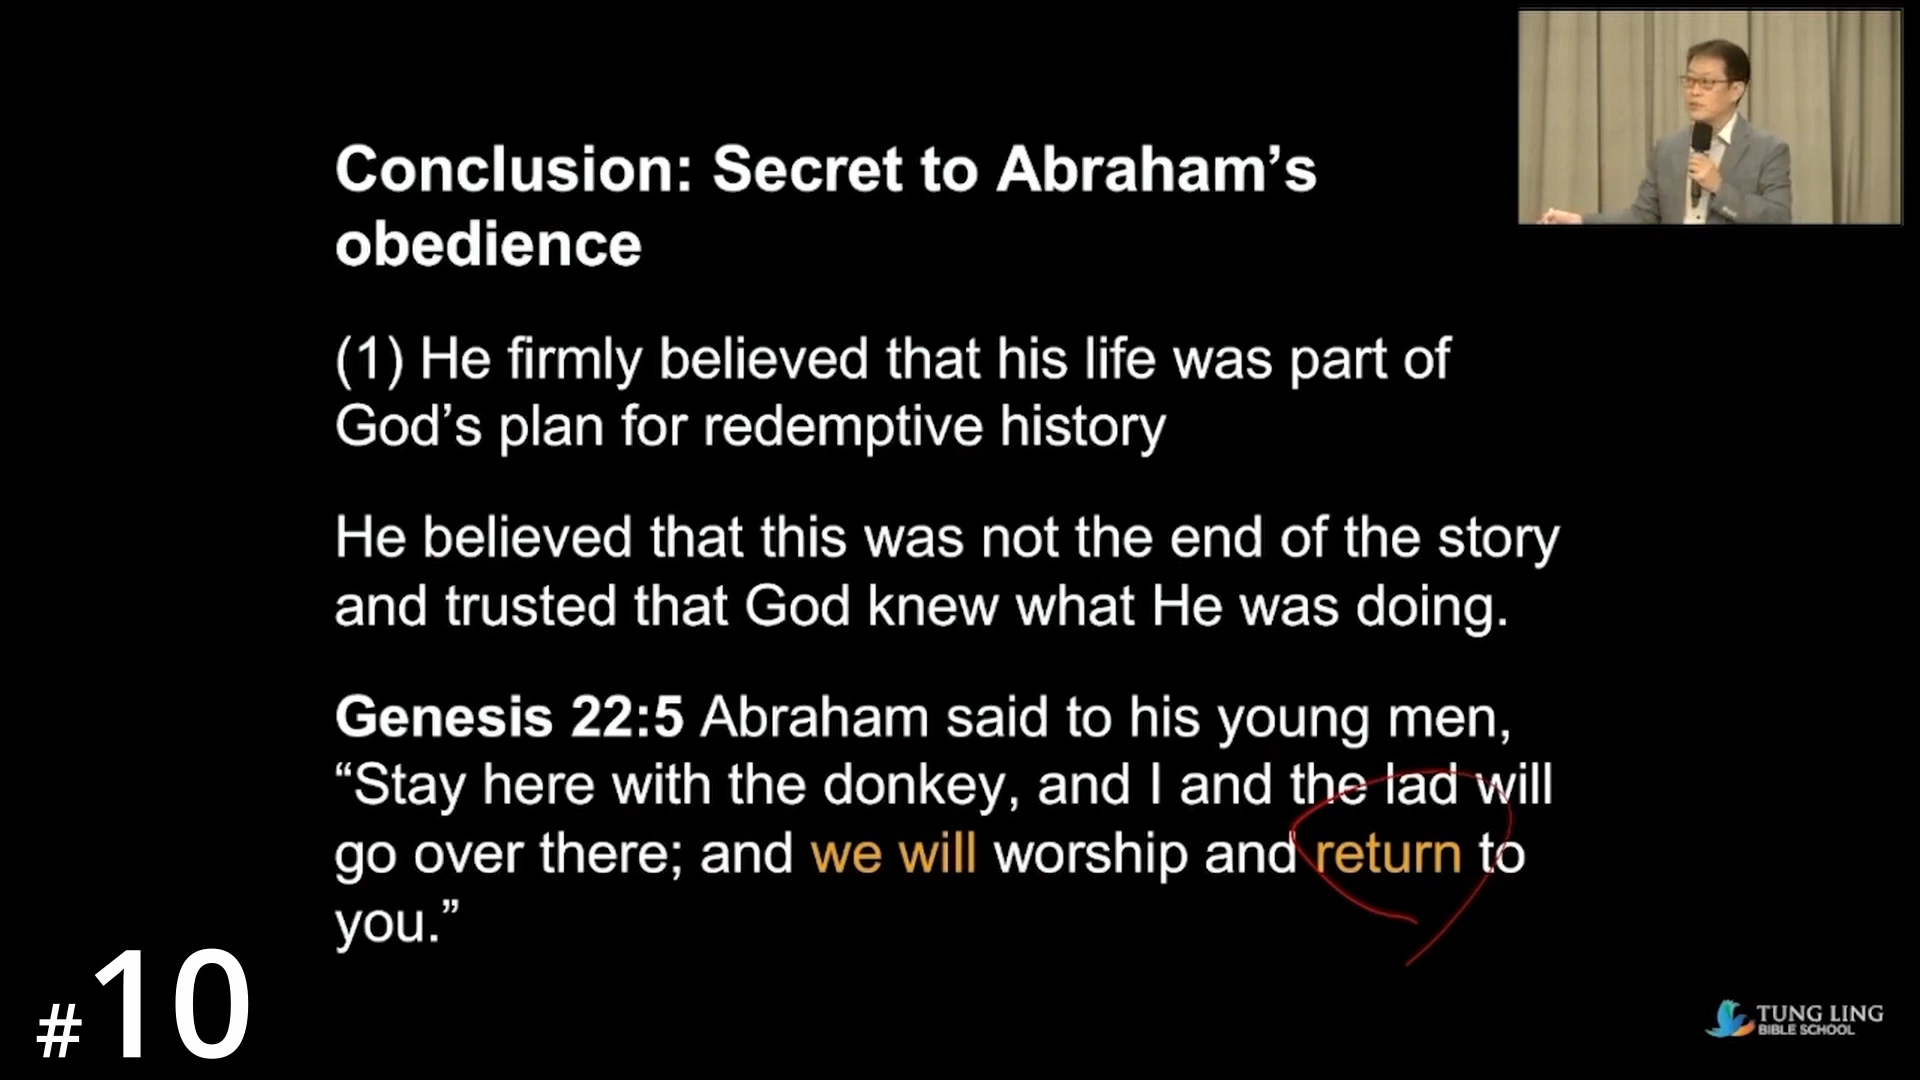 Conclusion: Secret to Abraham’s
obedience
(1) He firmly believed that his life was part of
God’s plan for redemptive history
He believed that this was not the end of the story
and trusted that God knew what He was doing.
Genesis 22:5 Abraham said to his young men,
“Stay here with the donkey, and I and the lad will
go over there; and we will worship and return to
you.”
#10
TUNG LING
BIBLE SCHOOL